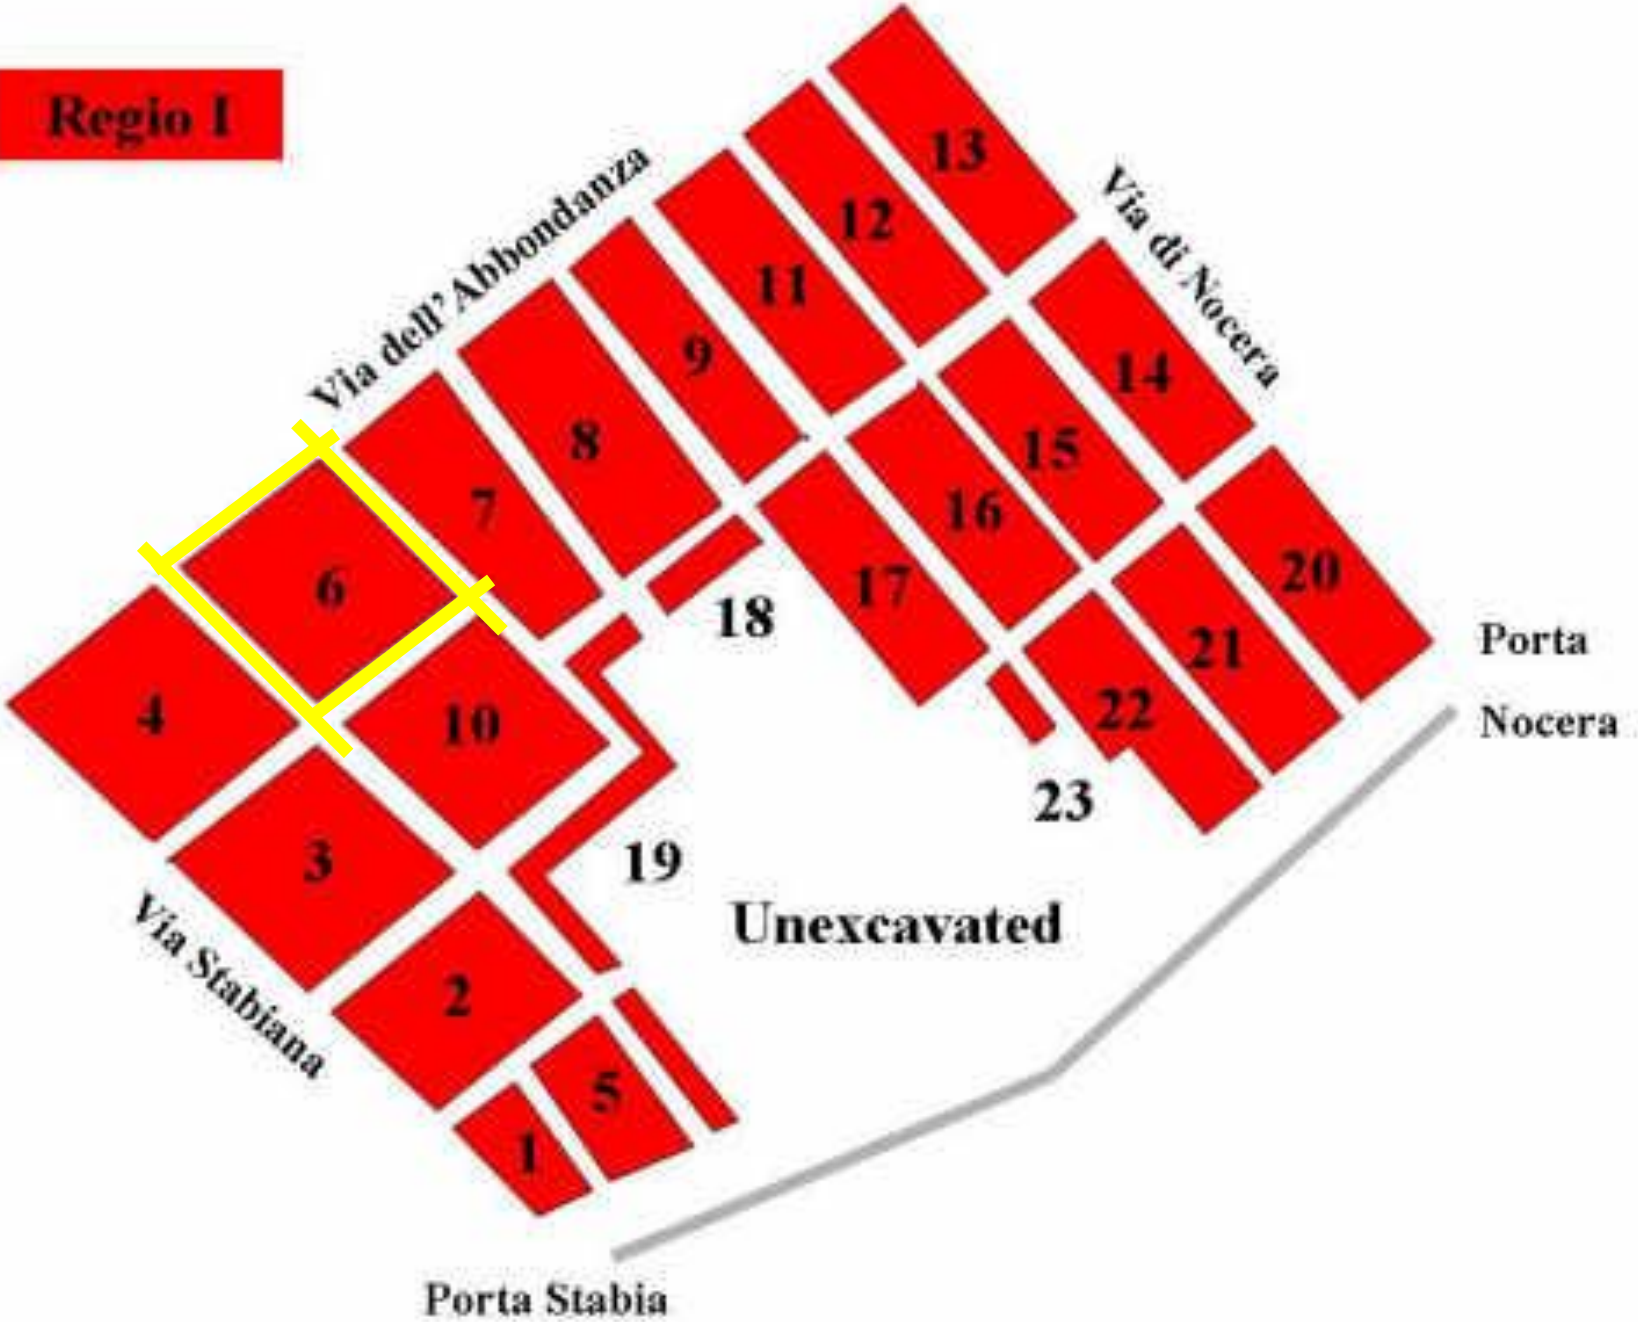 Regio I
Via dell'Abbondanza
Via di Nocera
13
12
11
9
14
8
15
7
16
20
6
17
18
21
Porta
Nocera
4
10
22
23
3
19
Unexcavated
Via Stabiana
2
5
1
Porta Stabia